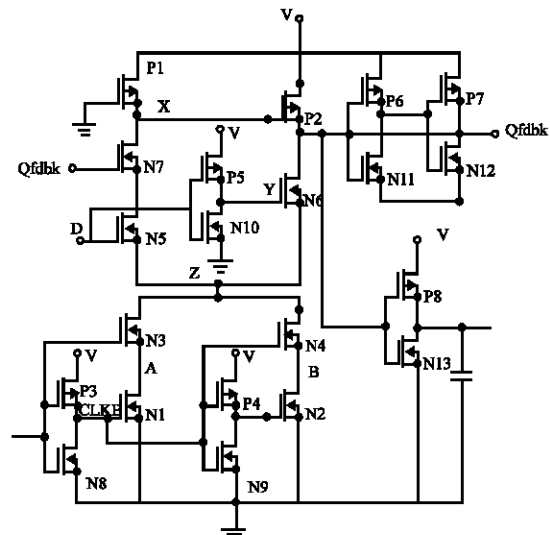 V
P1
X
P2
P6
P7
V
Qfdbk
Qfdbk
N7
P5
Y
N6
N11
N12
D
N5
N10
Z
V
P8
N3
N4
V
A
V
B
N13
P3
P4
CLKB
N1
N2
N8
N9